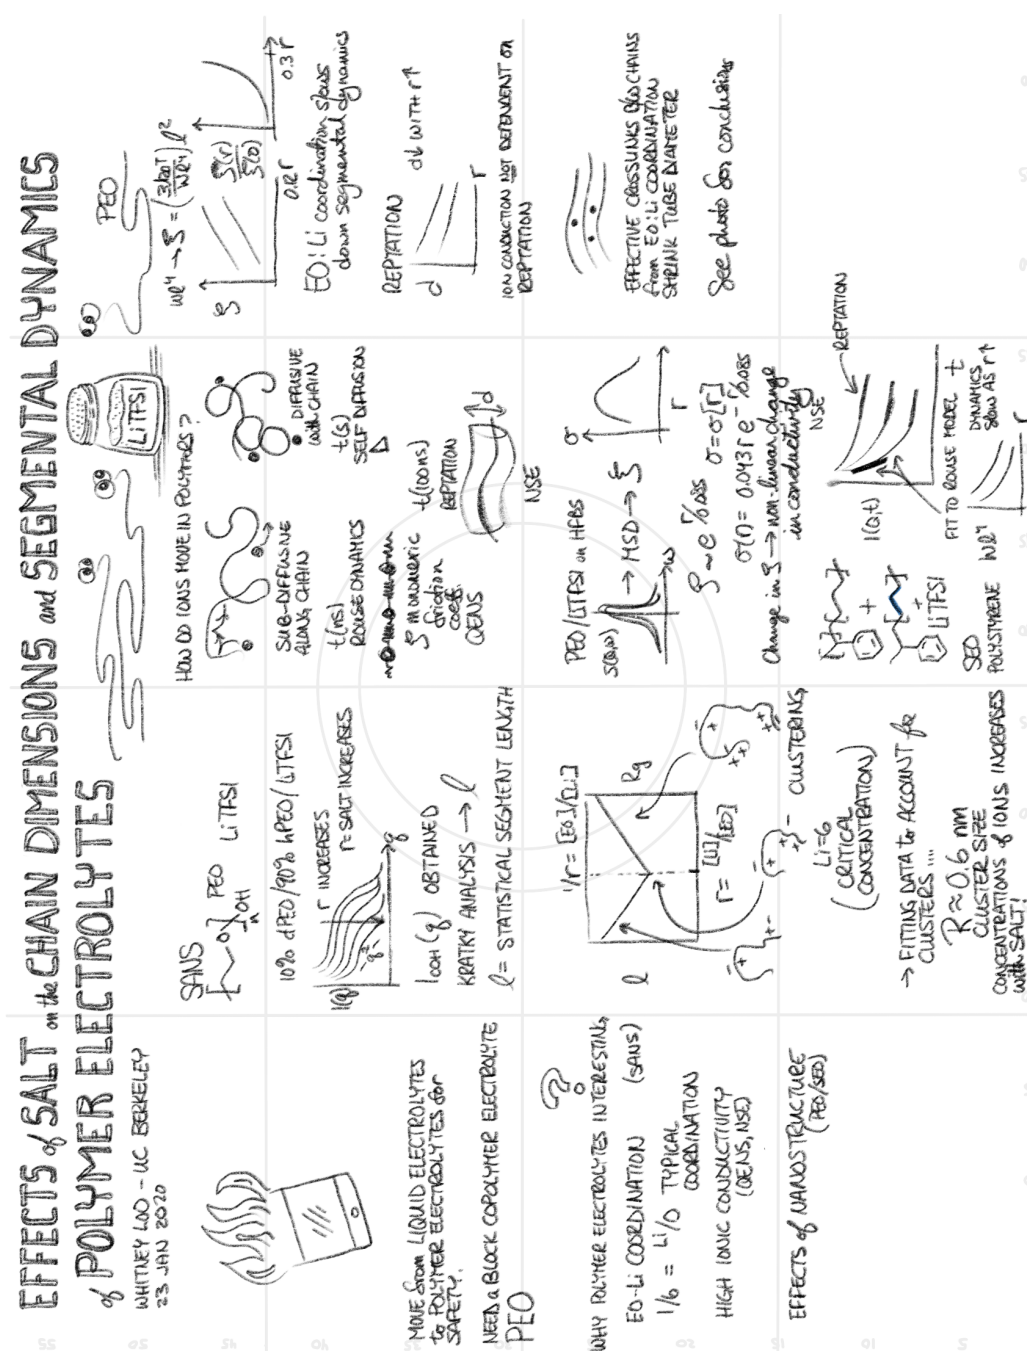 EFFECTS of SALT on the CHAIN DIMENSIONS and SEGMENTAL DYNAMICS
of POLYMER ELECTROLYTES
WHITNEY LOO - UC BERKELEY
23 JAN 2020
MOVE from LIQUID ELECTROLYTES
to POLYMER ELECTROLYTES for
SAFETY.
NEED a BLOCK COPOLYMER ELECTROLYTE
PEO
WHY POLYMER ELECTROLYTES INTERESTING
?
EO-Li COORDINATION (SANS)
1/6 = Li/O TYPICAL
COORDINATION
HIGH IONIC CONDUCTIVITY
(QENS, NSE)
EFFECTS of NANOSTRUCTURE
(PEO/SEO)
SANS
PEO LiTFSI
OH
10% dPEO/90% hPEO/LiTFSI
I(q)
r INCREASES
r=SALT INCREASES
q
Icoh(q) OBTAINED
KRATKY ANALYSIS → l
l = STATISTICAL SEGMENT LENGTH
1/r = [EO]/[Li]
l
Rg
r = [Li]/[EO]
CLUSTERING
Li=6
(CRITICAL
CONCENTRATION)
→ FITTING DATA to ACCOUNT for
CLUSTERS ....
R ≈ 0.6 nm
CLUSTER SIZE
CONCENTRATIONS of IONS INCREASES
with SALT!
LiTFSI
HOW DO IONS MOVE IN POLYMERS?
SUB-DIFFUSIVE
ALONG CHAIN
DIFFUSIVE
with CHAIN
t(ns)
ROUSE DYNAMICS
ζ monomeric
friction
coeff.
QENS
t(s)
SELF DIFFUSION
t(100ns)
REPTATION
d
NSE
PEO/LiTFSI on HFBS
S(Q,ω)
ω
→ MSD → ξ
σ
r
σ=σ[r]
σ(r) = 0.043 r e^-r/0.085
Change in ζ → non-linear change
in conductivity
NSE
+
LiTFSI
SEO
POLYSTYRENE
I(Q,t)
REPTATION
FIT TO ROUSE MODEL
t
Wl⁴
DYNAMICS
Slow AS r↑
r
PEO
Wl⁴ → ζ = (3kbT/Wl⁴) l²
ζ
0.2 r
ζ(r)/ζ(0)
0.3 r
EO:Li coordination slows
down segmental dynamics
REPTATION
d
r
d↓ WITH r↑
ION CONDUCTION NOT DEPENDENT on
REPTATION
EFFECTIVE CROSSLINKS CHAINS
from EO:Li COORDINATION
SHRINK TUBE DIAMETER
See photo for conclusions